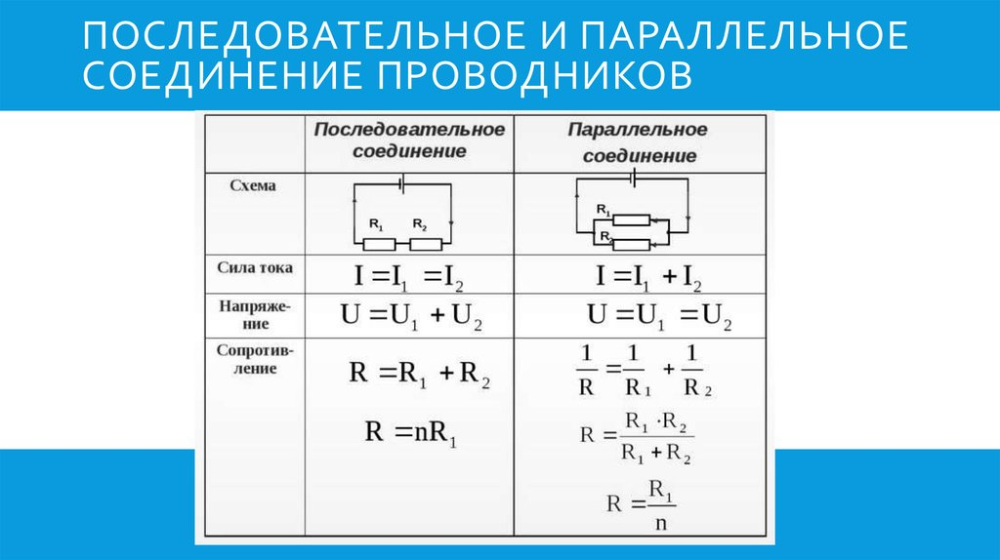 ПОСЛЕДОВАТЕЛЬНОЕ И ПАРАЛЛЕЛЬНОЕ
СОЕДИНЕНИЕ ПРОВОДНИКОВ
Последовательное
соединение
Параллельное
соединение
Схема
R₁ R₂
R₁
R₂
Сила тока
I = I₁ = I₂
I = I₁ + I₂
Напряже-
ние
U = U₁ + U₂
U = U₁ = U₂
Сопротив-
ление
R = R₁ + R₂
R = nR₁
1/R = 1/R₁ + 1/R₂
R = R₁ · R₂ / R₁ + R₂
R = R₁ / n